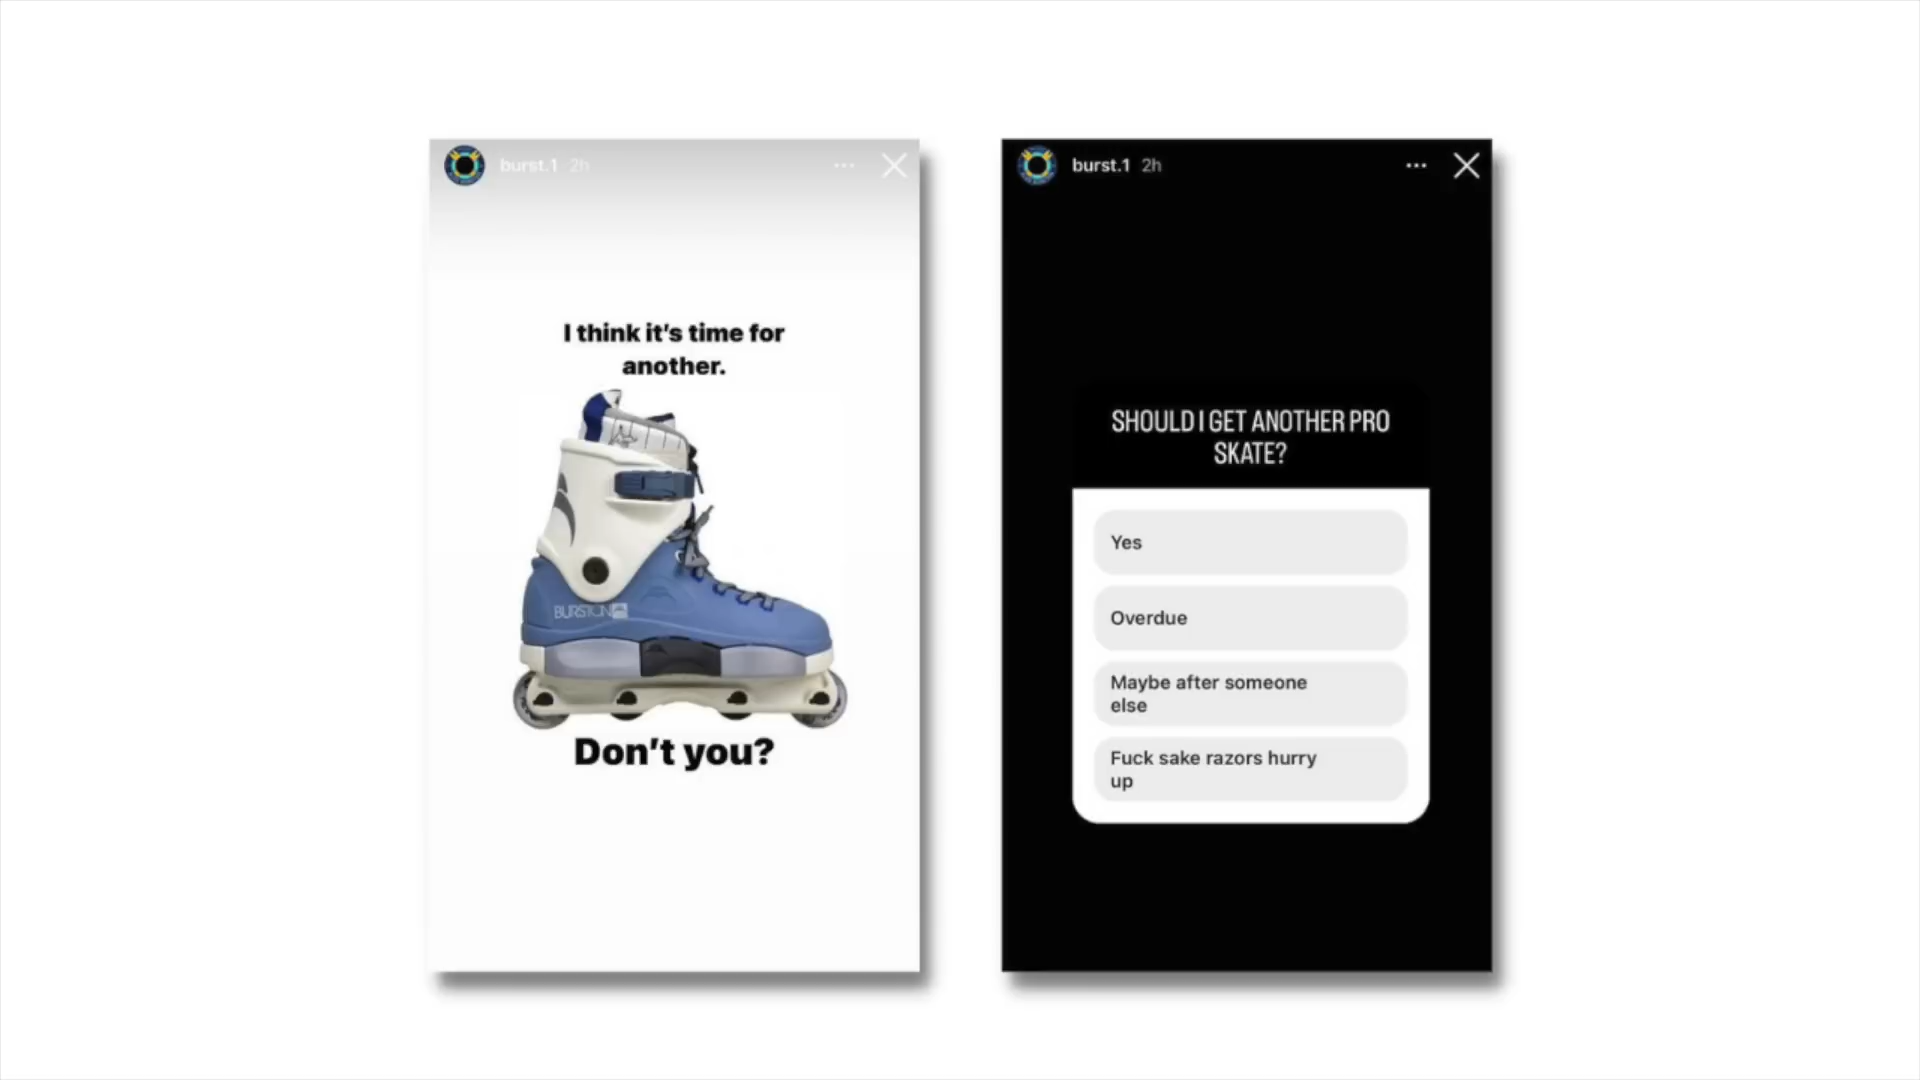 burst.1 2h
I think it's time for
another.
BURSTON
Don't you?
burst.1 2h
SHOULD I GET ANOTHER PRO
SKATE?
Yes
Overdue
Maybe after someone
else
Fuck sake razors hurry
up